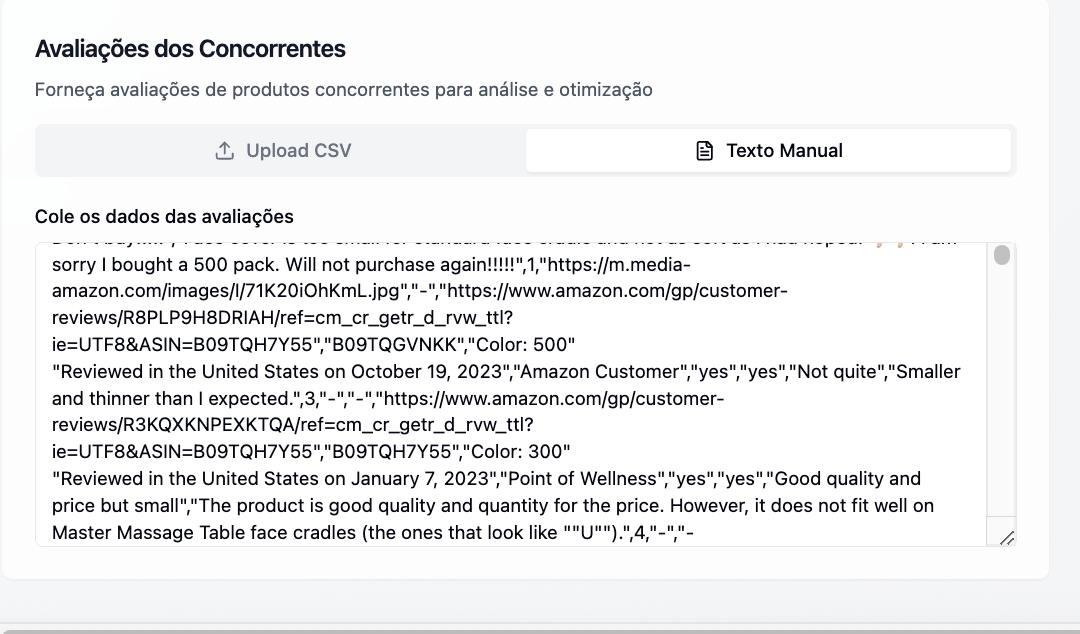 Avaliações dos Concorrentes
Forneça avaliações de produtos concorrentes para análise e otimização
Upload CSV
Texto Manual
Cole os dados das avaliações
sorry I bought a 500 pack. Will not purchase again!!!!!",1,"https://m.media-
amazon.com/images/I/71K20iOhKmL.jpg","-","https://www.amazon.com/gp/customer-
reviews/R8PLP9H8DRIAH/ref=cm_cr_getr_d_rvw_ttl?
ie=UTF8&ASIN=B09TQH7Y55","B09TQGVNKK","Color: 500"
"Reviewed in the United States on October 19, 2023","Amazon Customer","yes","yes","Not quite","Smaller
and thinner than I expected.",3,"-","-","https://www.amazon.com/gp/customer-
reviews/R3KQXKNPEXKTQA/ref=cm_cr_getr_d_rvw_ttl?
ie=UTF8&ASIN=B09TQH7Y55","B09TQH7Y55","Color: 300"
"Reviewed in the United States on January 7, 2023","Point of Wellness","yes","yes","Good quality and
price but small","The product is good quality and quantity for the price. However, it does not fit well on
Master Massage Table face cradles (the ones that look like ""U"").",4,"-","-